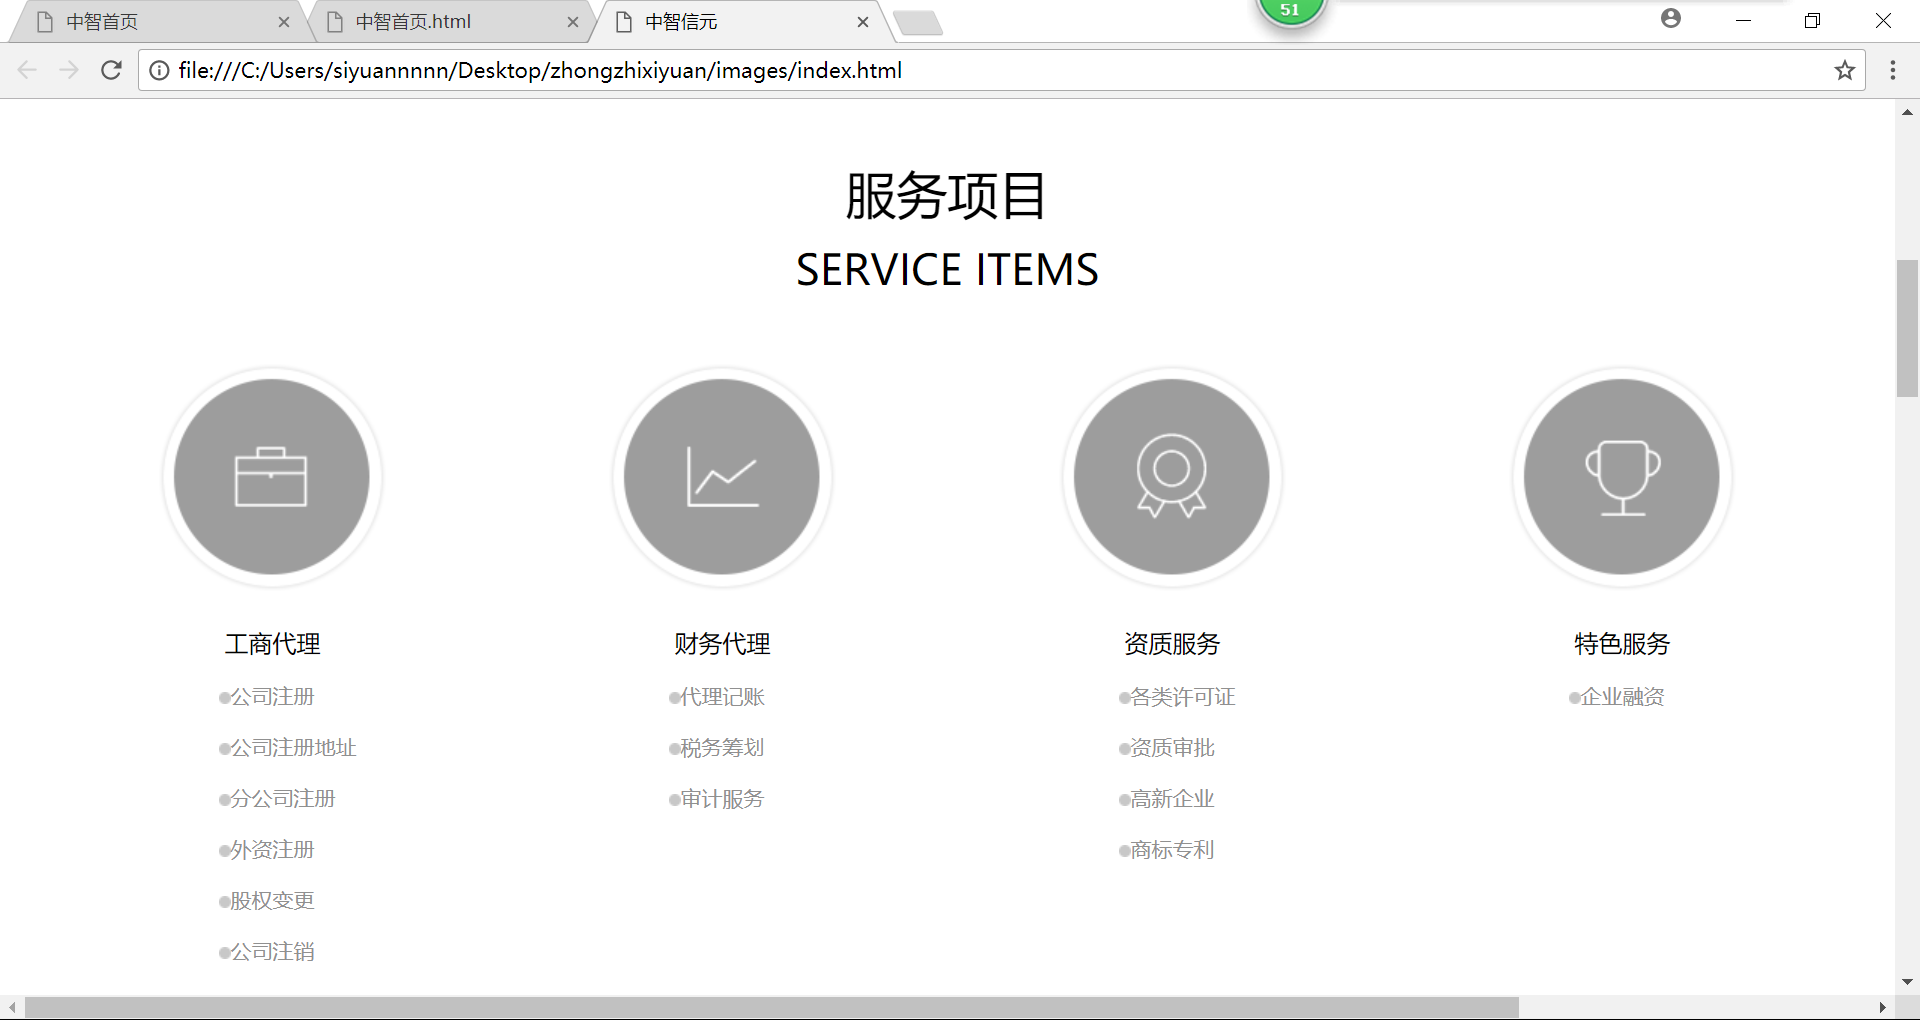 中智首页
中智首页.html
中智信元
51
file:///C:/Users/siyuannnnn/Desktop/zhongzhixiyuan/images/index.html
服务项目
SERVICE ITEMS
工商代理
公司注册
公司注册地址
分公司注册
外资注册
股权变更
公司注销
财务代理
代理记账
税务筹划
审计服务
资质服务
各类许可证
资质审批
高新企业
商标专利
特色服务
企业融资